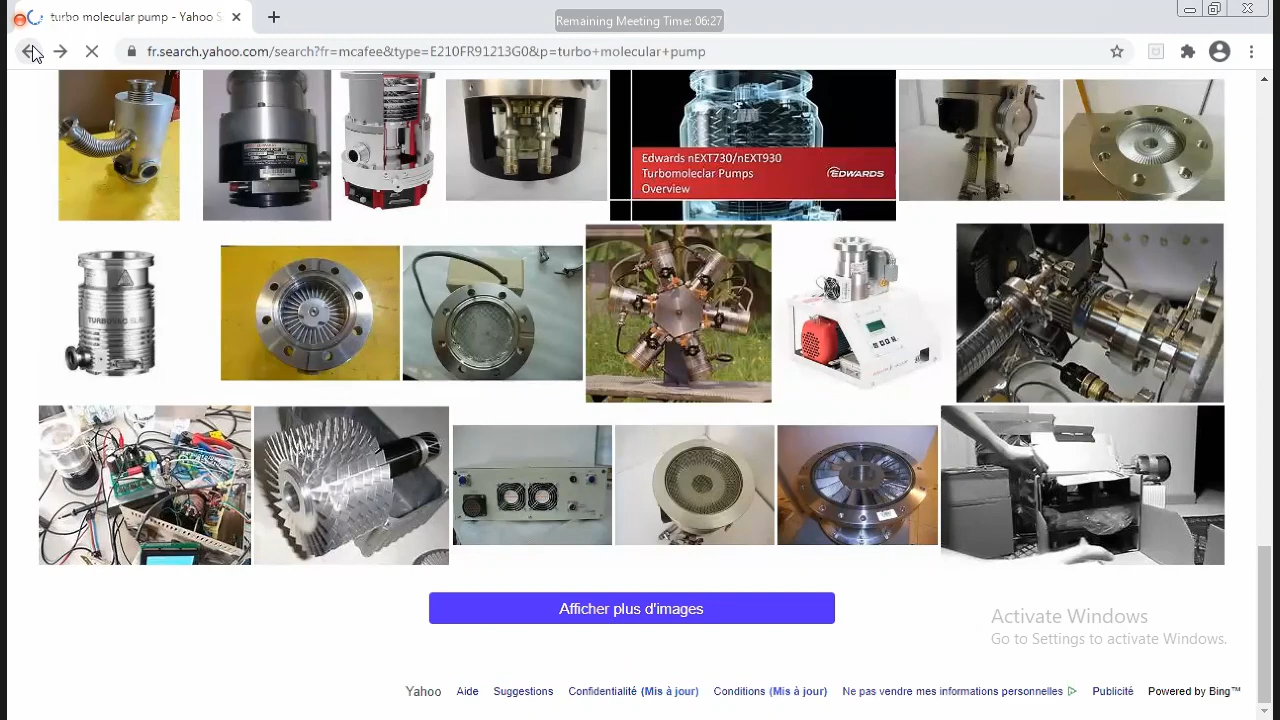 turbo molecular pump - Yahoo S
Remaining Meeting Time: 06:27
fr.search.yahoo.com/search?fr=mcafee&type=E210FR91213G0&p=turbo+molecular+pump
Edwards nEXT730/nEXT930
Turbomoleclar Pumps
Overview
EDWARDS
TURBOVAC
Afficher plus d'images
Activate Windows
Go to Settings to activate Windows.
Yahoo Aide Suggestions Confidentialité (Mis à jour) Conditions (Mis à jour) Ne pas vendre mes informations personnelles Publicité Powered by Bing™